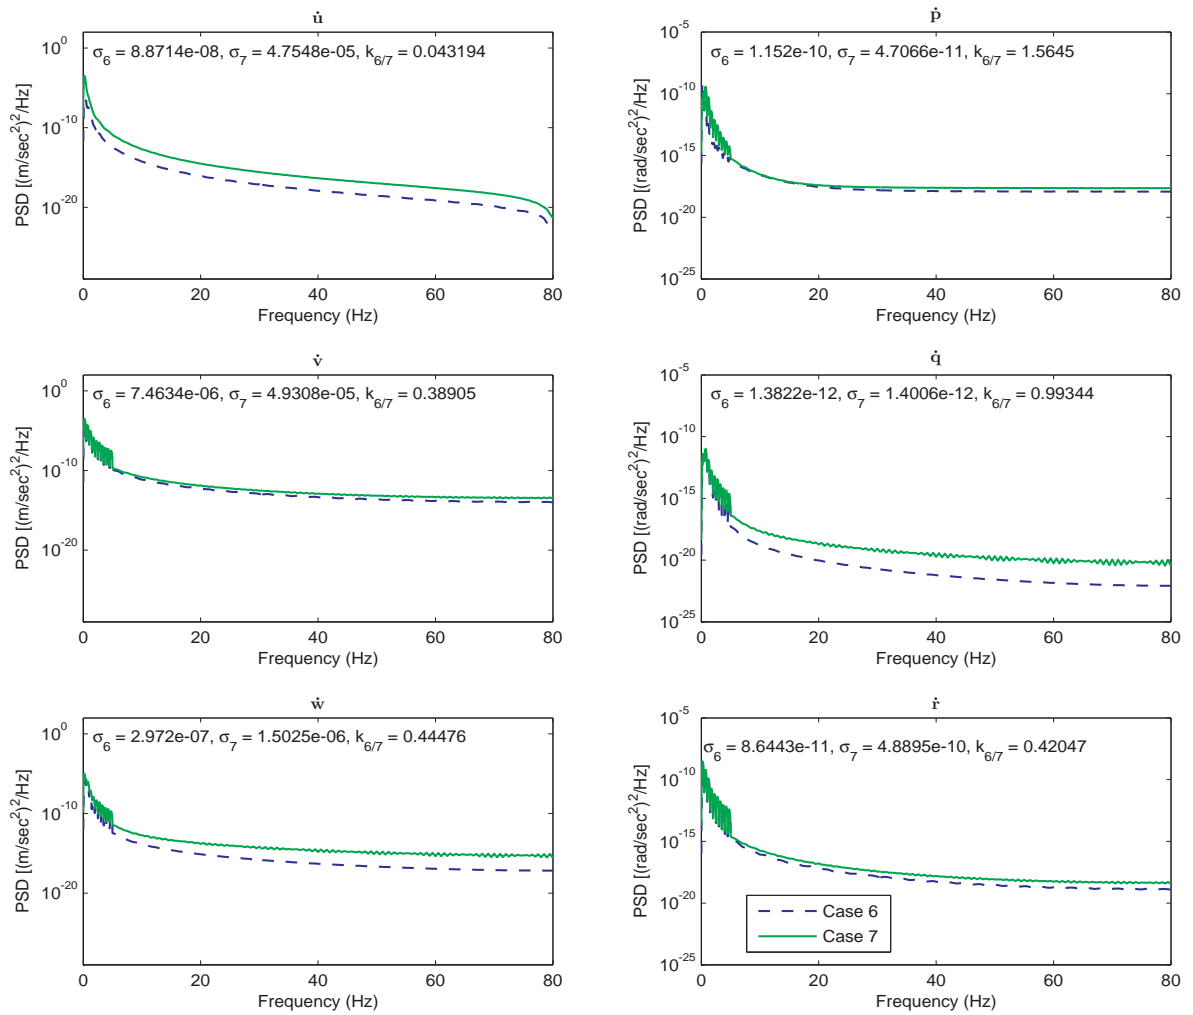 u̇
σ6 = 8.8714e-08, σ7 = 4.7548e-05, k6/7 = 0.043194
PSD [(m/sec²)²/Hz]
10⁰
10⁻¹⁰
10⁻²⁰
0 20 40 60 80
Frequency (Hz)
ṗ
σ6 = 1.152e-10, σ7 = 4.7066e-11, k6/7 = 1.5645
PSD [(rad/sec²)²/Hz]
10⁻⁵
10⁻¹⁰
10⁻¹⁵
10⁻²⁰
10⁻²⁵
0 20 40 60 80
Frequency (Hz)
v̇
σ6 = 7.4634e-06, σ7 = 4.9308e-05, k6/7 = 0.38905
PSD [(m/sec²)²/Hz]
10⁰
10⁻¹⁰
10⁻²⁰
0 20 40 60 80
Frequency (Hz)
q̇
σ6 = 1.3822e-12, σ7 = 1.4006e-12, k6/7 = 0.99344
PSD [(rad/sec²)²/Hz]
10⁻⁵
10⁻¹⁰
10⁻¹⁵
10⁻²⁰
10⁻²⁵
0 20 40 60 80
Frequency (Hz)
ẇ
σ6 = 2.972e-07, σ7 = 1.5025e-06, k6/7 = 0.44476
PSD [(m/sec²)²/Hz]
10⁰
10⁻¹⁰
10⁻²⁰
0 20 40 60 80
Frequency (Hz)
ṙ
σ6 = 8.6443e-11, σ7 = 4.8895e-10, k6/7 = 0.42047
PSD [(rad/sec²)²/Hz]
10⁻⁵
10⁻¹⁰
10⁻¹⁵
10⁻²⁰
10⁻²⁵
Case 6
Case 7
0 20 40 60 80
Frequency (Hz)